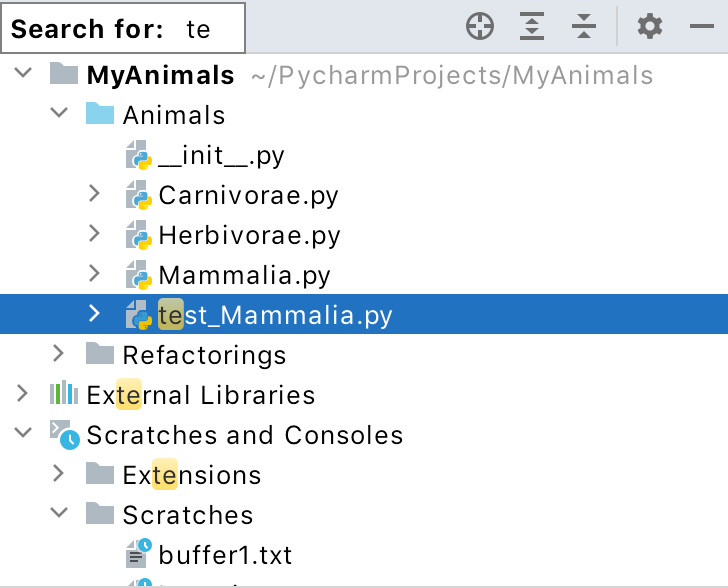 Search for: te
MyAnimals ~/PycharmProjects/MyAnimals
Animals
__init__.py
Carnivorae.py
Herbivorae.py
Mammalia.py
test_Mammalia.py
Refactorings
External Libraries
Scratches and Consoles
Extensions
Scratches
buffer1.txt